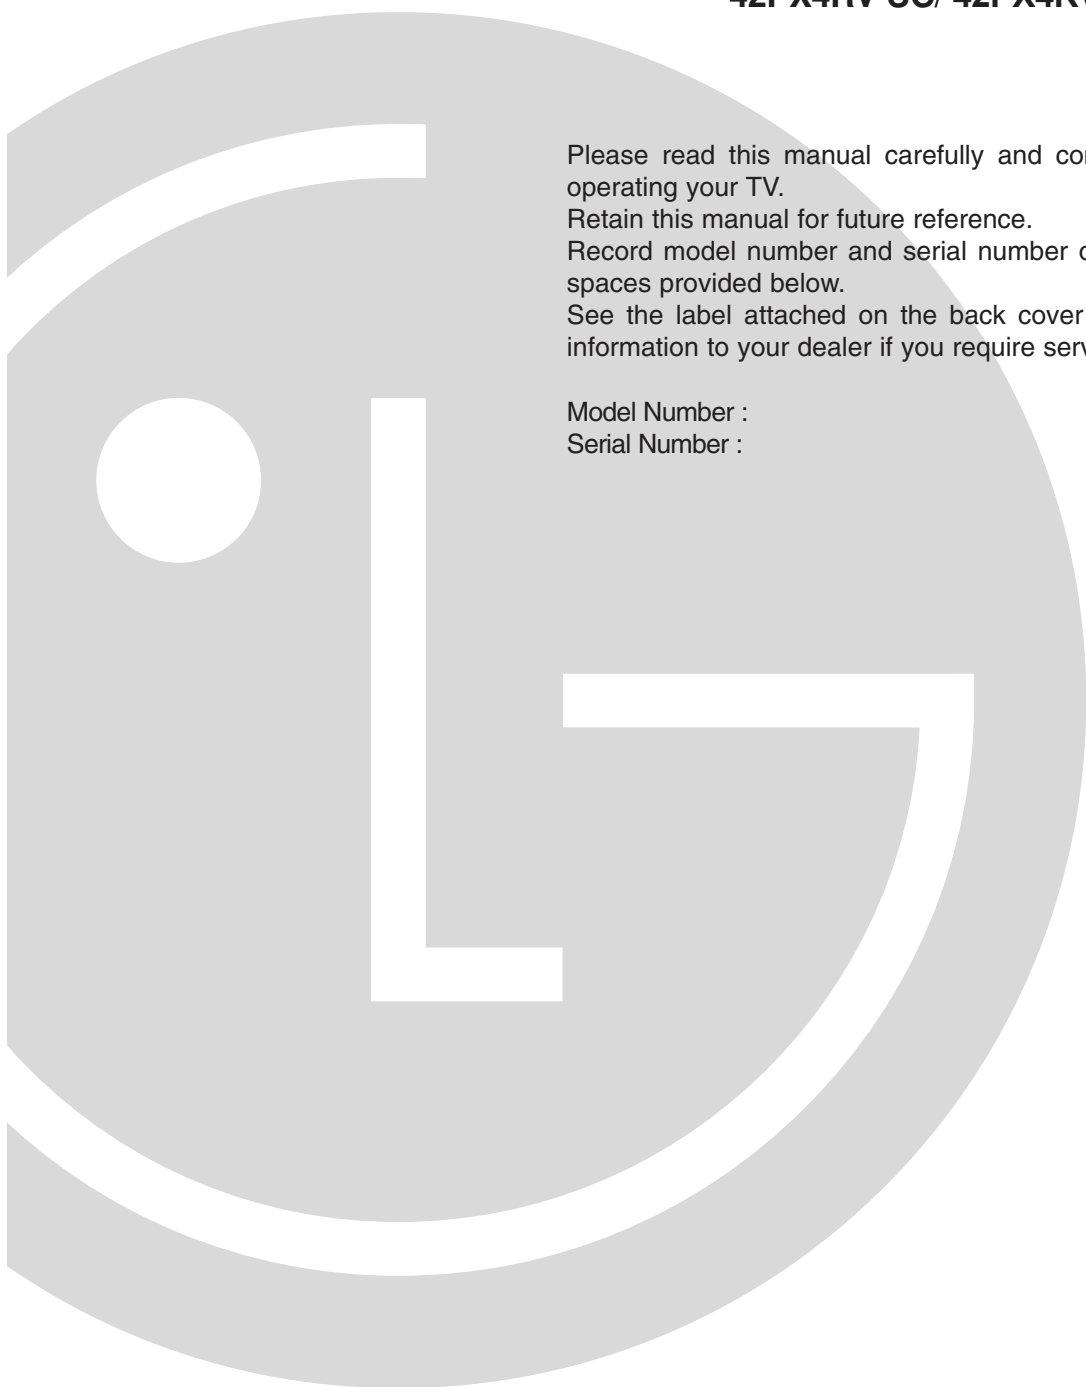 Please read this manual carefully and
operating your TV.
Retain this manual for future reference.
Record model number and serial number
spaces provided below.
See the label attached on the back cover
information to your dealer if you require
Model Number :
Serial Number :
LG